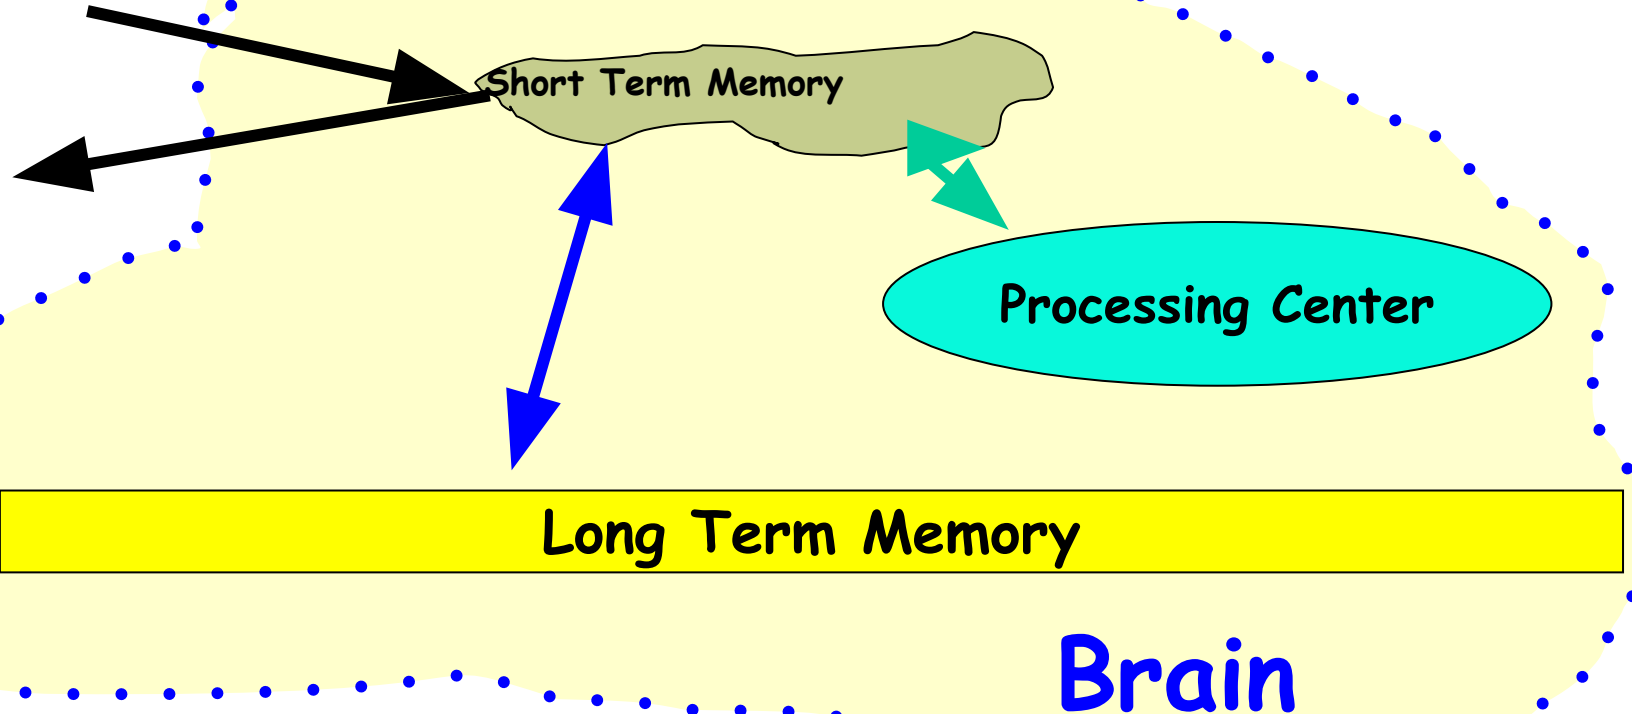 Short Term Memory
Processing Center
Long Term Memory
Brain